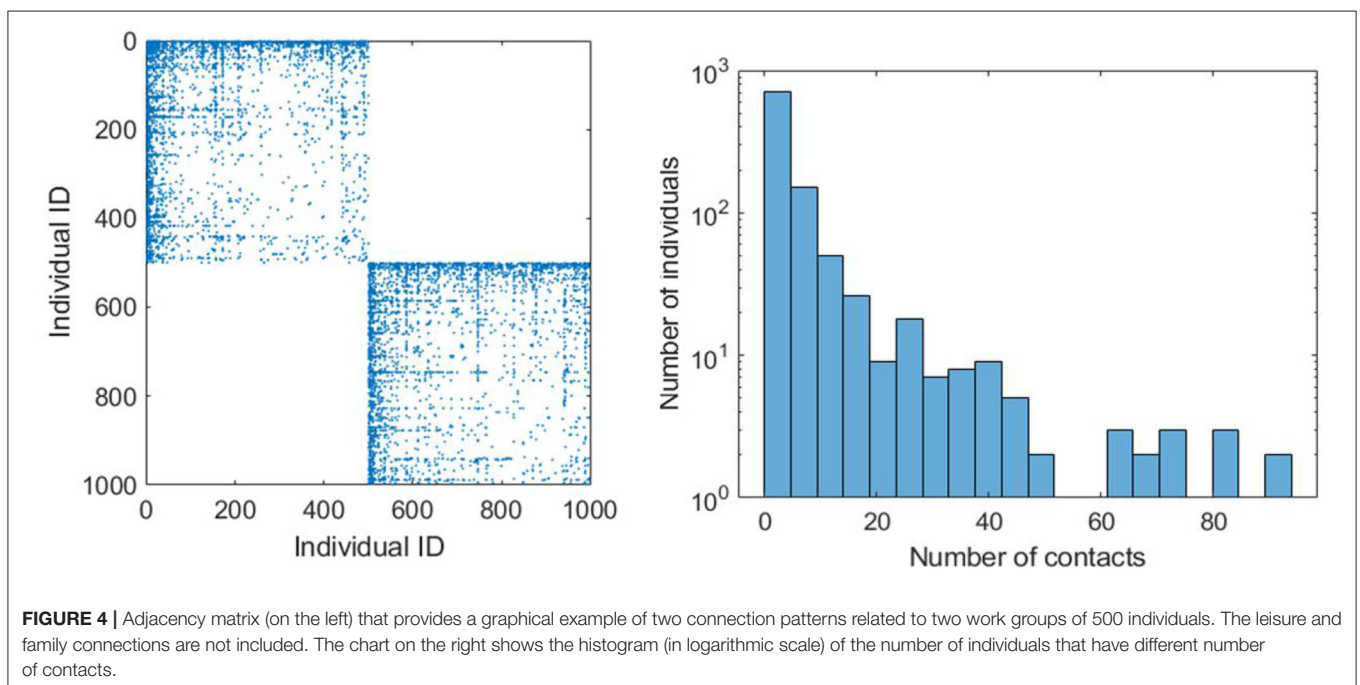 0
200
400
600
800
1000
Individual ID
0 200 400 600 800 1000
Individual ID
10^3
10^2
10^1
10^0
Number of individuals
0 20 40 60 80
Number of contacts
FIGURE 4 | Adjacency matrix (on the left) that provides a graphical example of two connection patterns related to two work groups of 500 individuals. The leisure and
family connections are not included. The chart on the right shows the histogram (in logarithmic scale) of the number of individuals that have different number
of contacts.